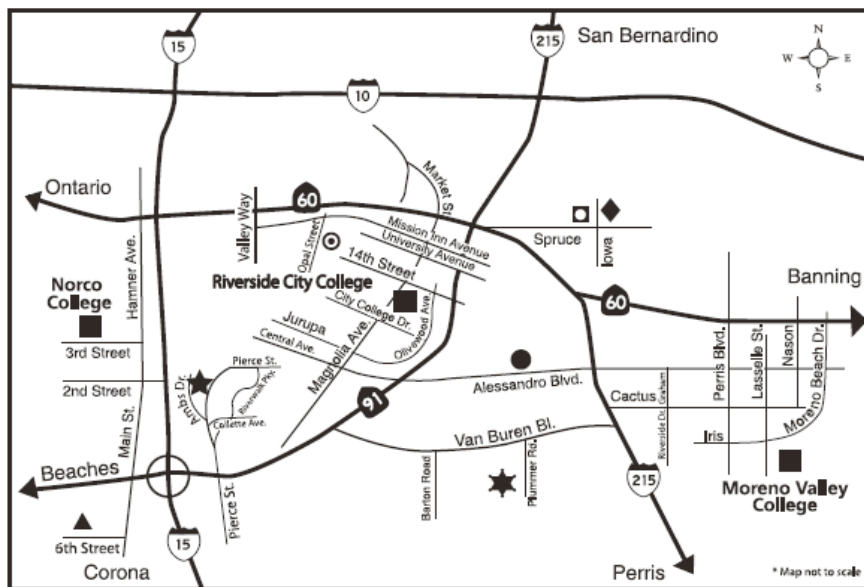 15
215
San Bernardino
N
W E
S
10
Ontario
60
Market St.
Valley Way
Opal Street
Mission Inn Avenue
University Avenue
Spruce
Iowa
Hamner Ave.
Norco
College
Riverside City College
14th Street
City College Dr.
Olivewood Ave.
Jurupa
Central Ave.
Magnolia Ave.
60
Banning
3rd Street
2nd Street
Pierce St.
Riverwalk Pky.
Ambs Dr.
Collette Ave.
91
Alessandro Blvd.
Perris Blvd.
Lasselle St.
Nason
Moreno Beach Dr.
Cactus
Graham
Riverside Dr.
Iris
Main St.
Van Buren Bl.
Beaches
Barton Road
Plummer Rd.
Pierce St.
215
Moreno Valley
College
6th Street
15
Corona
Perris
* Map not to scale